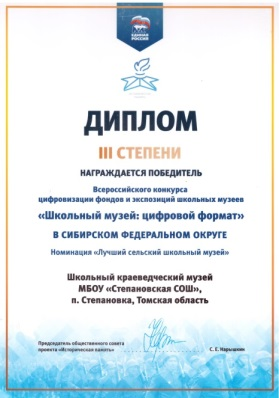 ЕДИНАЯ
РОССИЯ
ДИПЛОМ
III СТЕПЕНИ
НАГРАЖДАЕТСЯ ПОБЕДИТЕЛЬ
Всероссийского конкурса
цифровизации фондов и экспозиций школьных музеев
«Школьный музей: цифровой формат»
В СИБИРСКОМ ФЕДЕРАЛЬНОМ ОКРУГЕ
Номинация «Лучший сельский школьный музей»
Школьный краеведческий музей
МБОУ «Степановская СОШ»,
п. Степановка, Томская область
Председатель общественного совета
проекта «Историческая память»
С. Е. Нарышкин